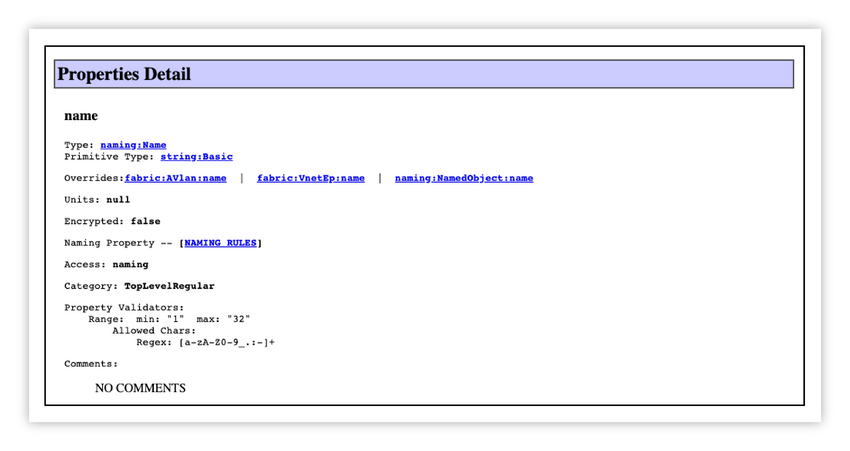 Properties Detail
name
Type: naming:Name
Primitive Type: string:Basic
Overrides:fabric:AVlan:name | fabric:VnetEp:name | naming:NamedObject:name
Units: null
Encrypted: false
Naming Property -- [NAMING RULES]
Access: naming
Category: TopLevelRegular
Property Validators:
Range: min: "1" max: "32"
Allowed Chars:
Regex: [a-zA-Z0-9_.:-]+
Comments:
NO COMMENTS